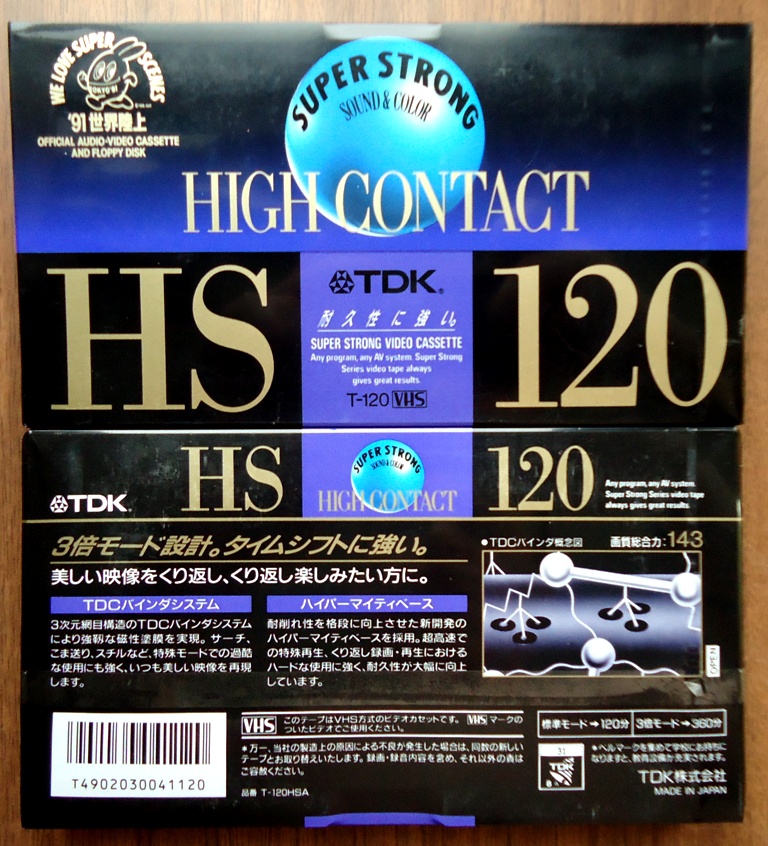 WE LOVE SUPER SCENES
TOKYO'91
'91 世界陸上
OFFICIAL AUDIO-VIDEO CASSETTE
AND FLOPPY DISK
SUPER STRONG
SOUND & COLOR
HIGH CONTACT
HS
TDK
耐久性に強い。
SUPER STRONG VIDEO CASSETTE
Any program, any AV system. Super Strong
Series video tape always
gives great results.
T-120 VHS
120
TDK.
HS
SUPER STRONG
SOUND & COLOR
HIGH CONTACT
120
Any program, any AV system.
Super Strong Series video tape
always gives great results.
3倍モード設計。タイムシフトに強い。
美しい映像をくり返し、くり返し楽しみたい方に。
TDCバインダシステム
3次元網目構造のTDCバインダシステム
により強靱な磁性塗膜を実現。サーチ、
こま送り、スチルなど、特殊モードでの過酷
な使用にも強く、いつも美しい映像を再現
します。
ハイパーマイティベース
耐削れ性を格段に向上させた新開発の
ハイパーマイティベースを採用。超高速で
の特殊再生、くり返し録画・再生における
ハードな使用に強く、耐久性が大幅に向上
しています。
●TDCバインダ概念図
画質総合力:143
OPEN
T4902030041120
VHS このテープはVHS方式のビデオカセットです。VHSマークの
ついたビデオでご使用ください。
*万一、当社の製造上の原因による不良が発生した場合は、同数の新しい
テープとお取り替えいたします。録画・録音内容を含め、それ以外の責は
ご容赦ください。
品番 T-120HSA
標準モード→120分 3倍モード→360分
31
TDK
*ベルマークを集めて学校にお持ちに
なりますと、教育設備が充実します。
TDK株式会社
MADE IN JAPAN